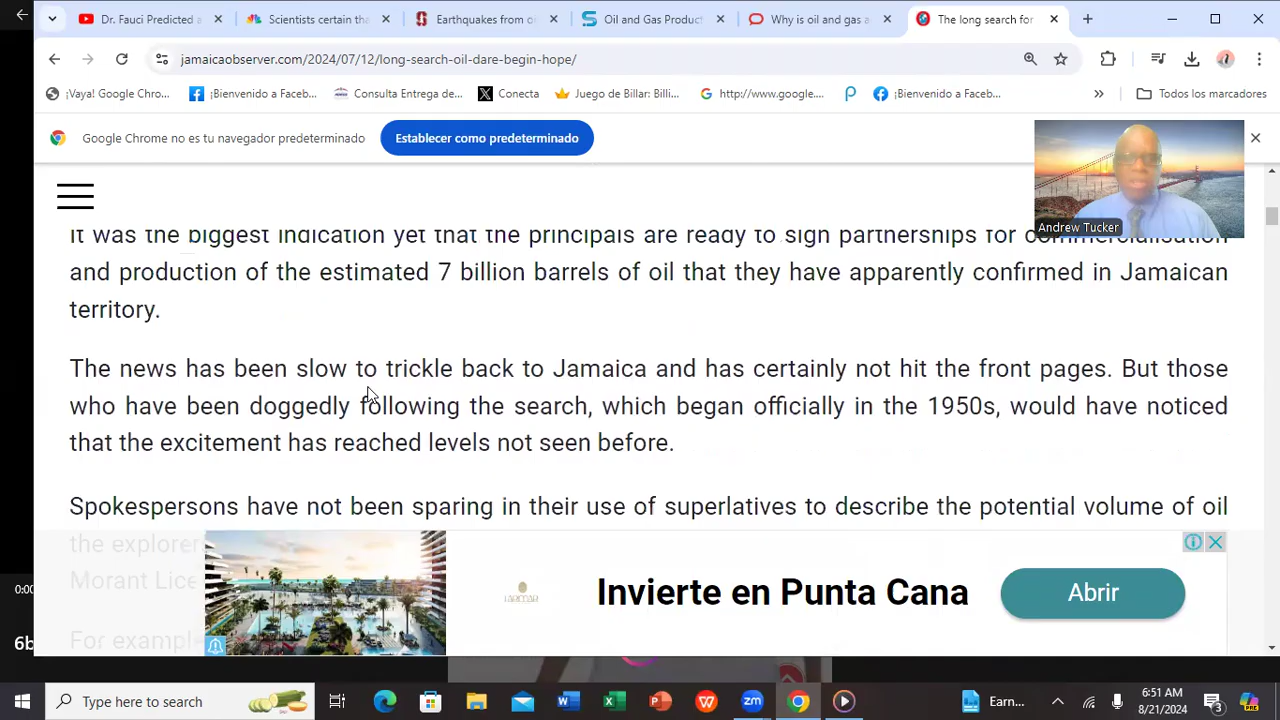 Dr. Fauci Predicted a
Scientists certain tha
Earthquakes from oi
Oil and Gas Product
Why is oil and gas a
The long search for
jamaicaobserver.com/2024/07/12/long-search-oil-dare-begin-hope/
¡Vaya! Google Chro...
¡Bienvenido a Faceb...
Consulta Entrega de...
Conecta
Juego de Billar: Billi...
http://www.google....
¡Bienvenido a Faceb...
Todos los marcadores
Google Chrome no es tu navegador predeterminado
Establecer como predeterminado
Andrew Tucker
It was the biggest indication yet that the principals are ready to sign partnerships for commercialisation
and production of the estimated 7 billion barrels of oil that they have apparently confirmed in Jamaican
territory.
The news has been slow to trickle back to Jamaica and has certainly not hit the front pages. But those
who have been doggedly following the search, which began officially in the 1950s, would have noticed
that the excitement has reached levels not seen before.
Spokespersons have not been sparing in their use of superlatives to describe the potential volume of oil
the explorer
Morant Lice
For example
Invierte en Punta Cana
Abrir
0:00
6b
Type here to search
Earn...
6:51 AM
8/21/2024
3